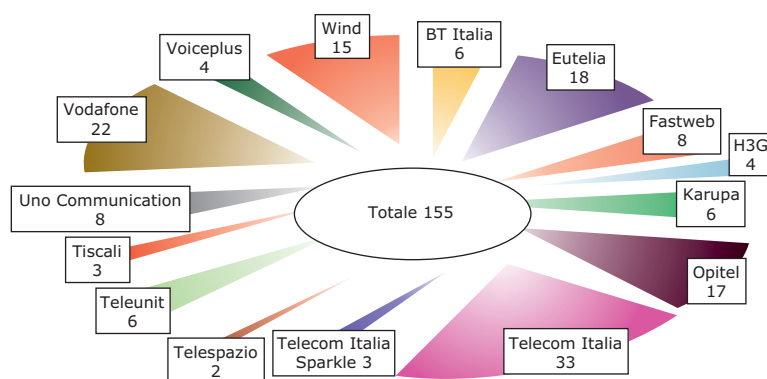 Wind
15
BT Italia
6
Eutelia
18
Fastweb
8
H3G
4
Karupa
6
Opitel
17
Telecom Italia
33
Telecom Italia
Sparkle 3
Telespazio
2
Teleunit
6
Tiscali
3
Uno Communication
8
Vodafone
22
Voiceplus
4
Totale 155